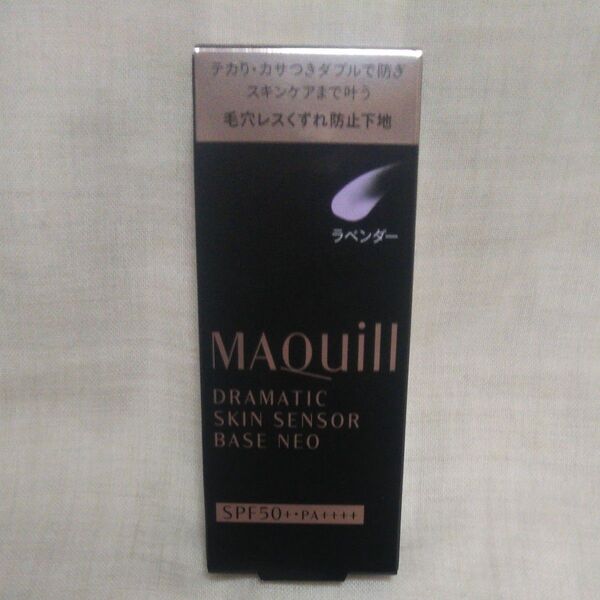 テカリ・カサつきダブルで防ぎ
スキンケアまで叶う
毛穴レスくずれ防止下地
ラベンダー
MAQuill
DRAMATIC
SKIN SENSOR
BASE NEO
SPF50+・PA++++